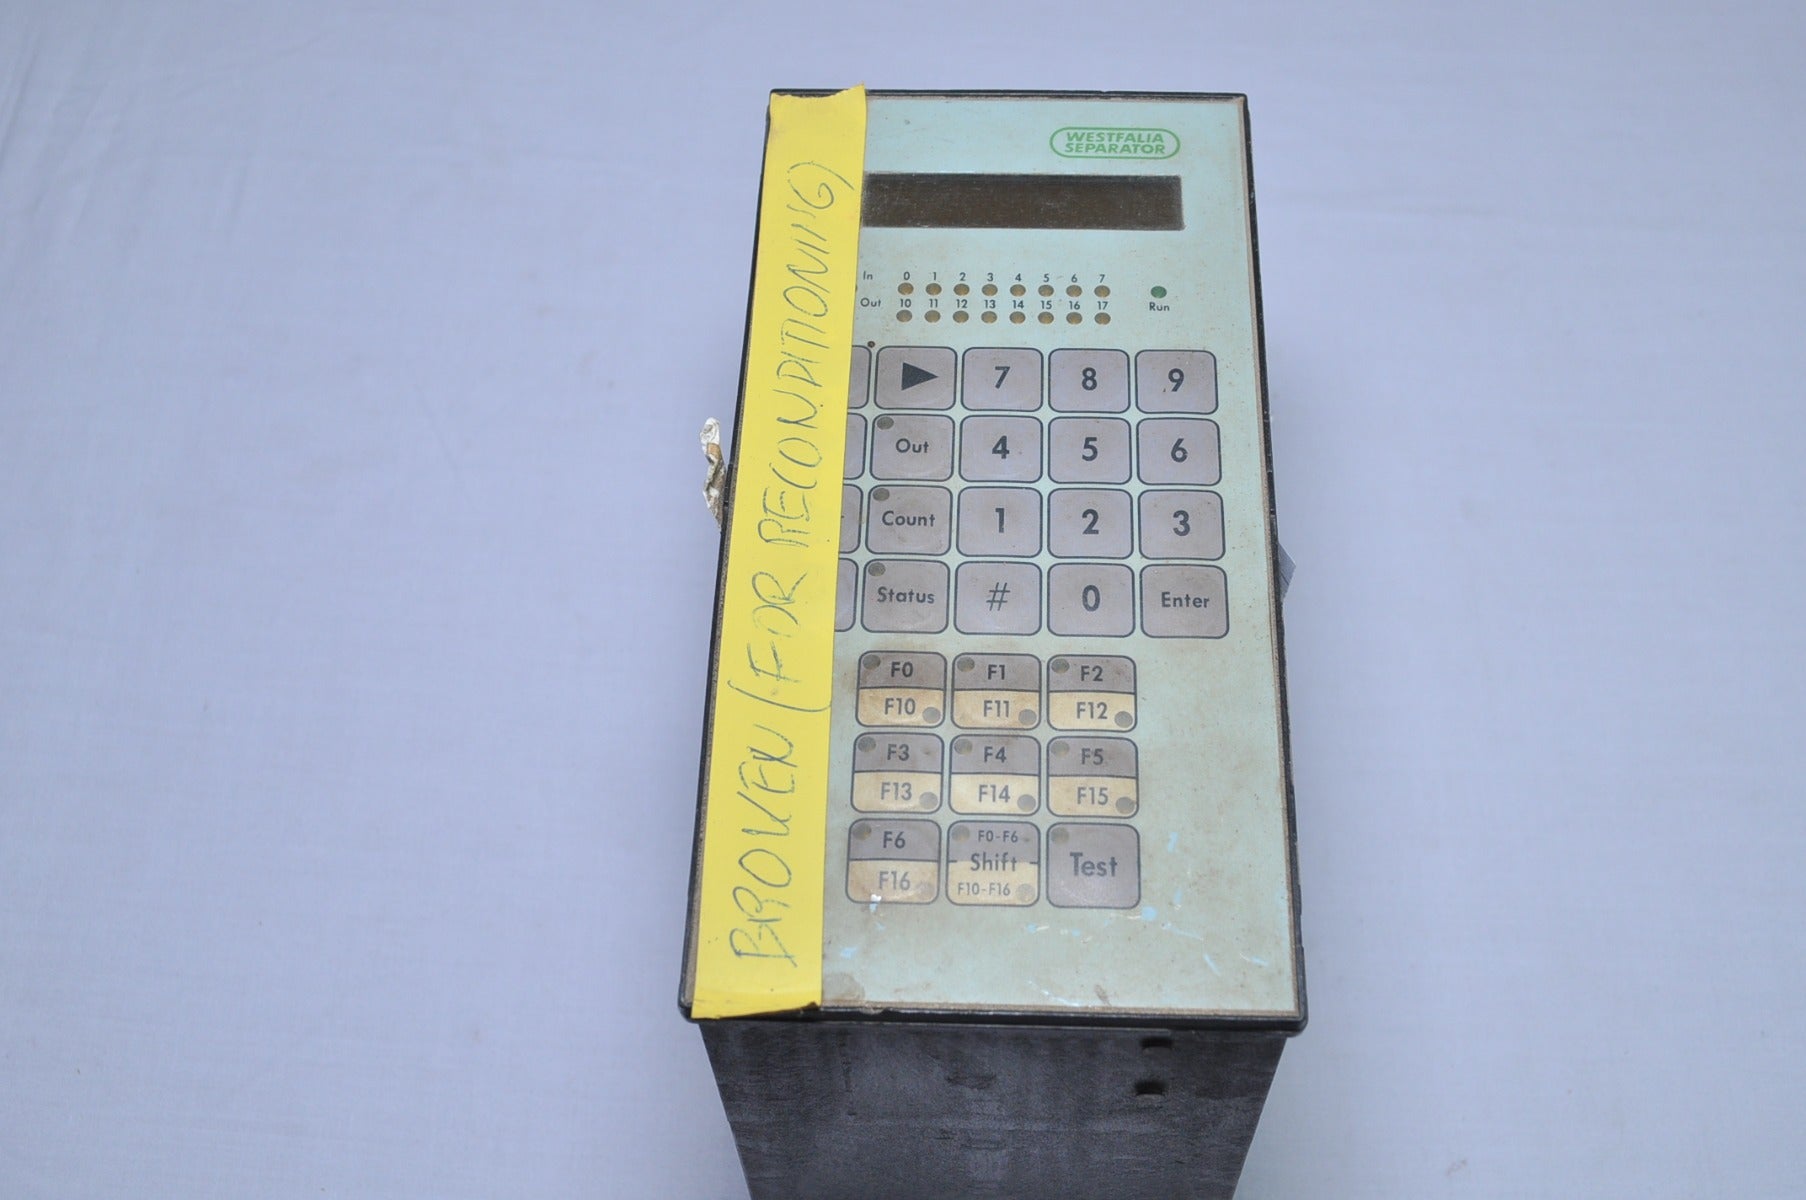 BROKEN (FOR RECONDITIONING)
WESTFALIA
SEPARATOR
In 0 1 2 3 4 5 6 7
Out 10 11 12 13 14 15 16 17
Run
7 8 9
Out 4 5 6
Count 1 2 3
Status # 0 Enter
F0 F1 F2
F10 F11 F12
F3 F4 F5
F13 F14 F15
F6 F0-F6
Shift Test
F16 F10-F16